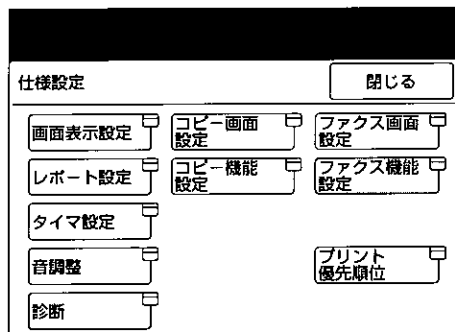 仕様設定
閉じる
画面表示設定
コピー画面
設定
ファクス画面
設定
レポート設定
コピー機能
設定
ファクス機能
設定
タイマ設定
音調整
プリント
優先順位
診断